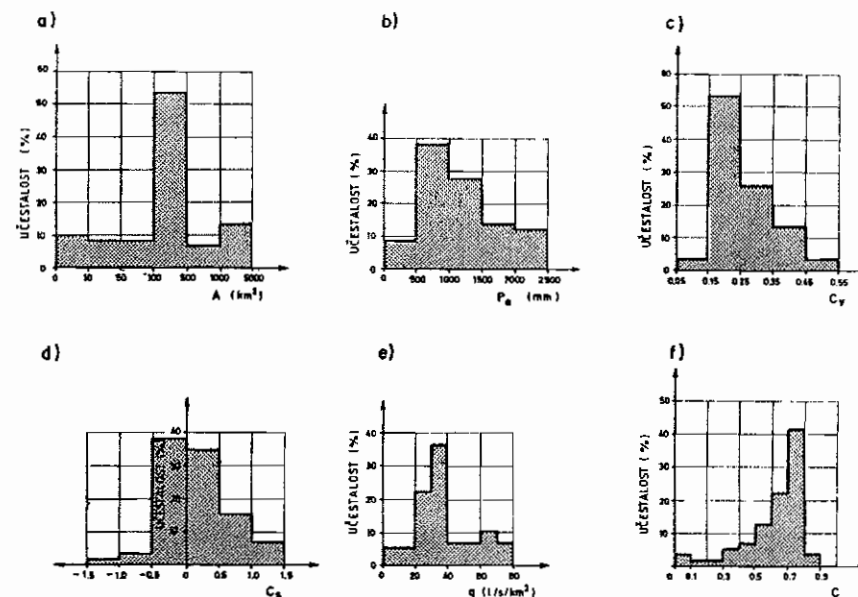 a)
UČESTALOST (%)
60
50
40
30
20
10
0
0 10 50 100 500 1000 5000
A (km²)
b)
UČESTALOST (%)
40
30
20
10
0
0 500 1000 1500 2000 2500
Pa (mm)
c)
UČESTALOST (%)
60
50
40
30
20
10
0
0.05 0.15 0.25 0.35 0.45 0.55
Cv
d)
UČESTALOST (%)
40
30
20
10
-1.5 -1.0 -0.5 0 0.5 1.0 1.5
Cs
e)
UČESTALOST (%)
40
30
20
10
0
0 20 40 60 80
q (l/s/km²)
f)
UČESTALOST (%)
50
40
30
20
10
0
0 0.1 0.3 0.5 0.7 0.9
C